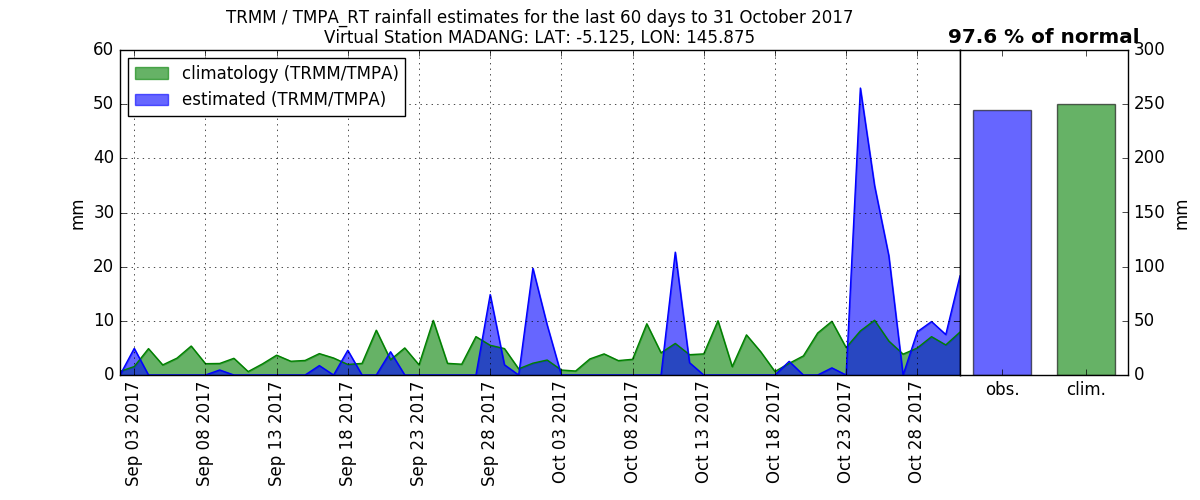 TRMM / TMPA_RT rainfall estimates for the last 60 days to 31 October 2017
Virtual Station MADANG: LAT: -5.125, LON: 145.875
97.6 % of normal
climatology (TRMM/TMPA)
estimated (TRMM/TMPA)
60
50
40
30
20
10
0
mm
300
250
200
150
100
50
0
mm
Sep 03 2017
Sep 08 2017
Sep 13 2017
Sep 18 2017
Sep 23 2017
Sep 28 2017
Oct 03 2017
Oct 08 2017
Oct 13 2017
Oct 18 2017
Oct 23 2017
Oct 28 2017
obs.
clim.